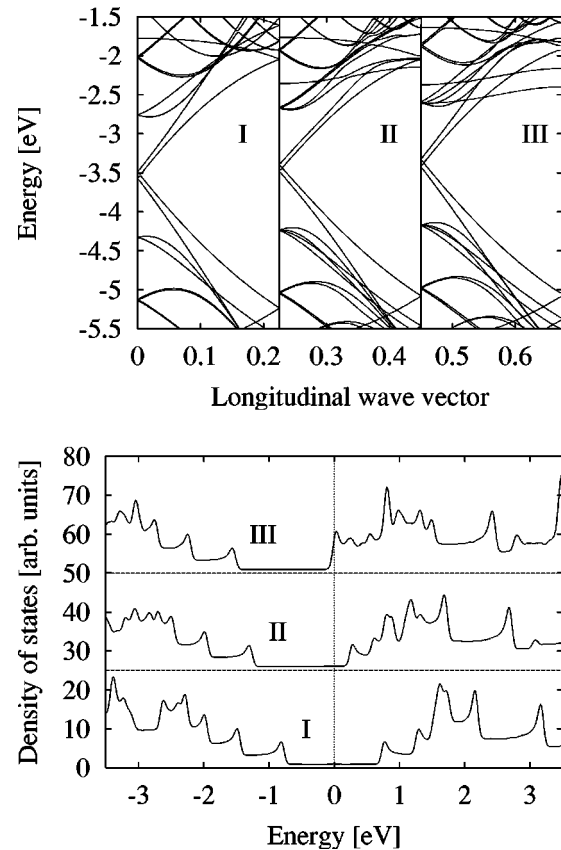 -1.5
-2
-2.5
-3
-3.5
-4
-4.5
-5
-5.5
Energy [eV]
I II III
0 0.1 0.2 0.3 0.4 0.5 0.6
Longitudinal wave vector
80
70
60
50
40
30
20
10
0
Density of states [arb. units]
III
II
I
-3 -2 -1 0 1 2 3
Energy [eV]